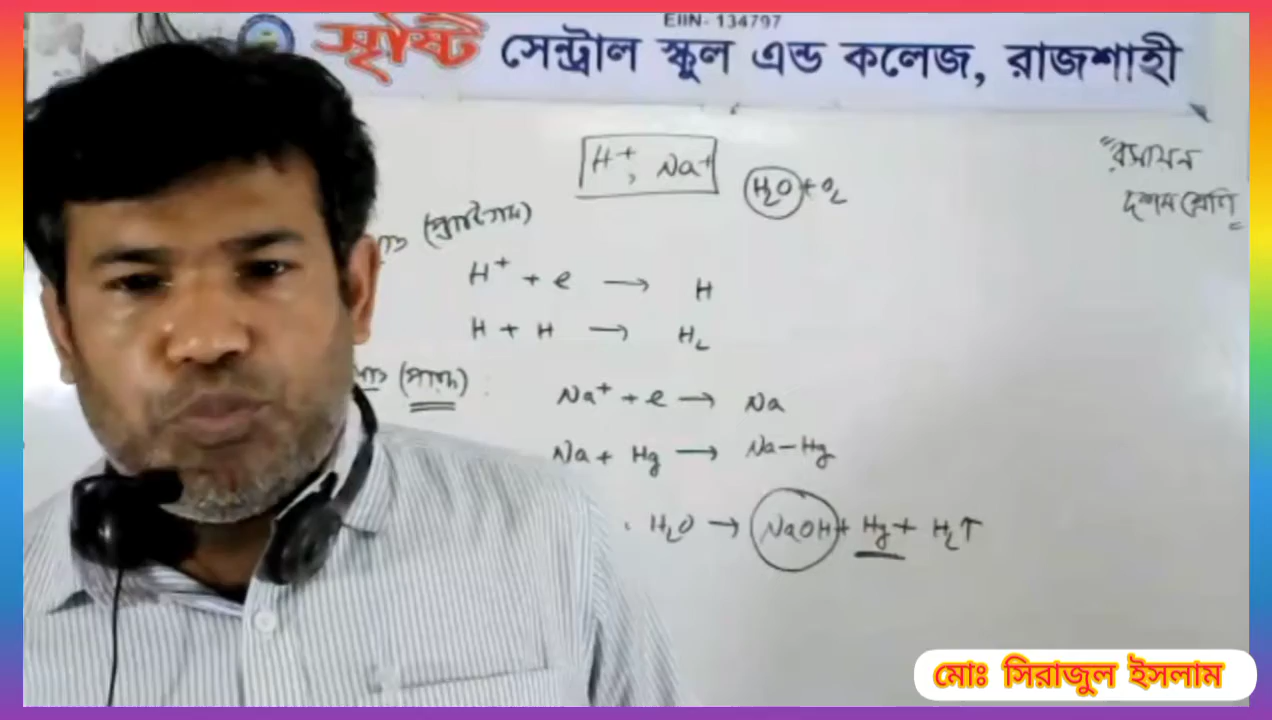 EIIN- 134797
সৃষ্টি সেন্ট্রাল স্কুল এন্ড কলেজ, রাজশাহী
H⁺, Na⁺
H₂O + O₂
"রসায়ন
দশম শ্রেণি"
(প্লাটিনাম)
H⁺ + e → H
H + H → H₂
(পারদ) :
Na⁺ + e → Na
Na + Hg → Na-Hg
H₂O → NaOH + Hg + H₂↑
মোঃ সিরাজুল ইসলাম